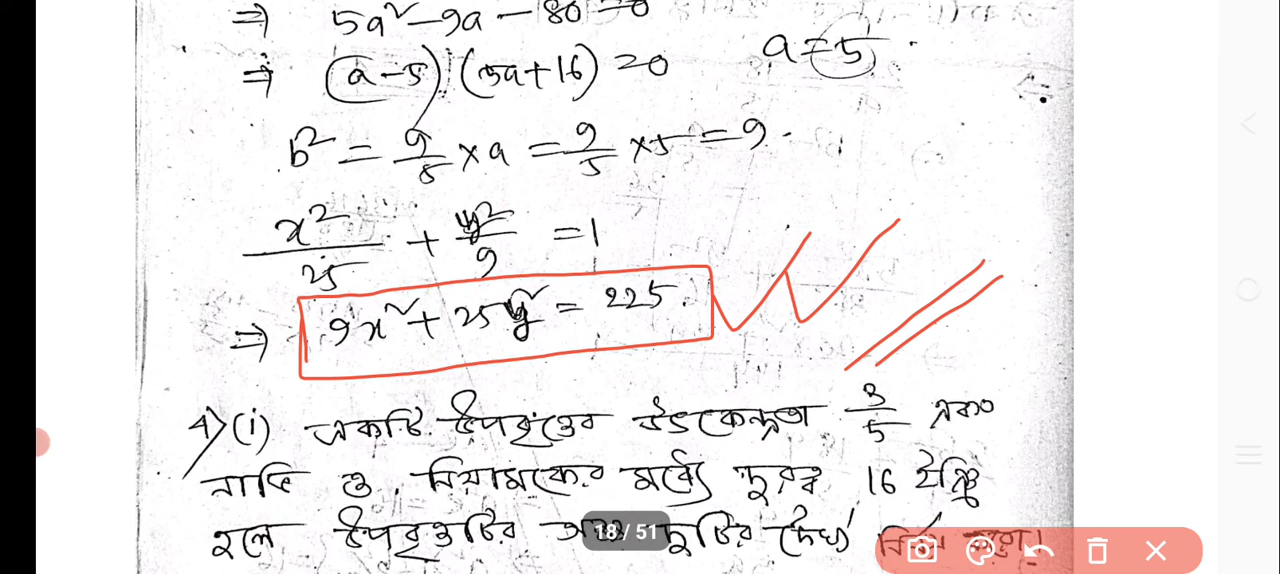 ⇒ 5a² − 9a − 80 = 0
⇒ (a − 5) (5a + 16) = 0 a = 5
b² = 9/5 × a = 9/5 × 5 = 9
x²/25 + y²/9 = 1
⇒ 9x² + 25y² = 225.
4) (i) একটি উপবৃত্তের উৎকেন্দ্রতা 3/5 এবং
নাভি ও নিয়ামকের মধ্যে দূরত্ব 16 ইঞ্চি
হলে উপবৃত্তটির অক্ষ দুটির দৈর্ঘ্য নির্ণয় করো।
18 / 51